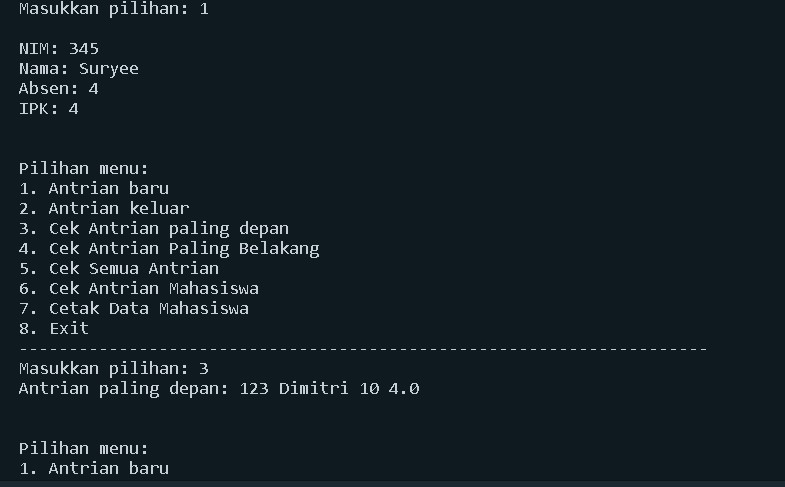 Masukkan pilihan: 1
NIM: 345
Nama: Suryee
Absen: 4
IPK: 4
Pilihan menu:
1. Antrian baru
2. Antrian keluar
3. Cek Antrian paling depan
4. Cek Antrian Paling Belakang
5. Cek Semua Antrian
6. Cek Antrian Mahasiswa
7. Cetak Data Mahasiswa
8. Exit
---------------------------------------------------------------------
Masukkan pilihan: 3
Antrian paling depan: 123 Dimitri 10 4.0
Pilihan menu:
1. Antrian baru